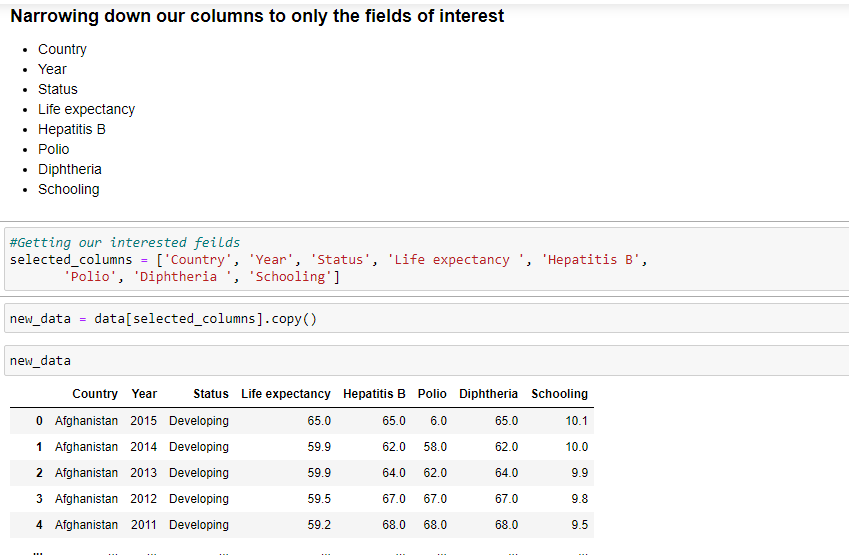 Narrowing down our columns to only the fields of interest
Country
Year
Status
Life expectancy
Hepatitis B
Polio
Diphtheria
Schooling
#Getting our interested feilds
selected_columns = ['Country', 'Year', 'Status', 'Life expectancy ', 'Hepatitis B',
'Polio', 'Diphtheria ', 'Schooling']
new_data = data[selected_columns].copy()
new_data
Country Year Status Life expectancy Hepatitis B Polio Diphtheria Schooling
0 Afghanistan 2015 Developing 65.0 65.0 6.0 65.0 10.1
1 Afghanistan 2014 Developing 59.9 62.0 58.0 62.0 10.0
2 Afghanistan 2013 Developing 59.9 64.0 62.0 64.0 9.9
3 Afghanistan 2012 Developing 59.5 67.0 67.0 67.0 9.8
4 Afghanistan 2011 Developing 59.2 68.0 68.0 68.0 9.5
... ... ... ... ... ... ... ... ...